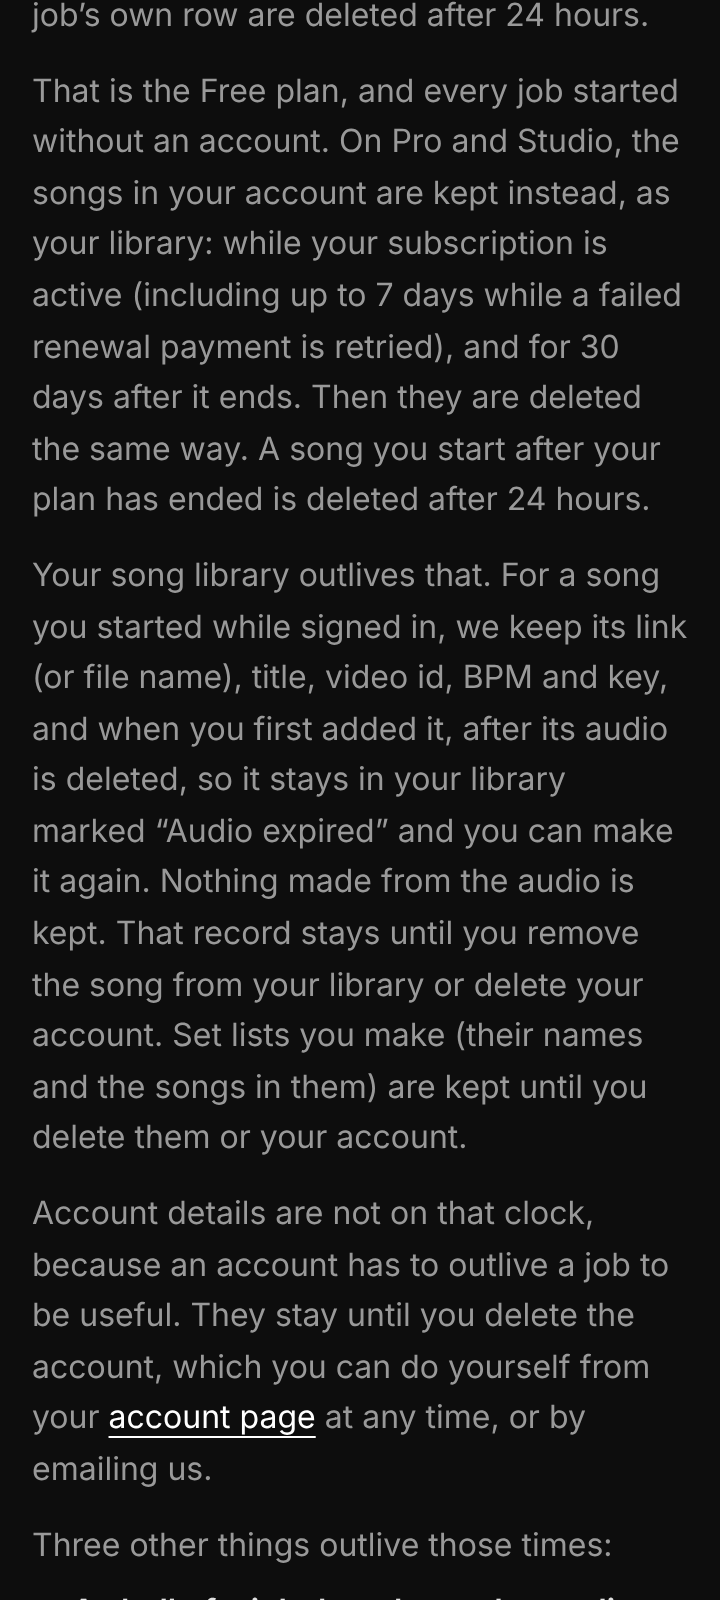 job’s own row are deleted after 24 hours.
That is the Free plan, and every job started
without an account. On Pro and Studio, the
songs in your account are kept instead, as
your library: while your subscription is
active (including up to 7 days while a failed
renewal payment is retried), and for 30
days after it ends. Then they are deleted
the same way. A song you start after your
plan has ended is deleted after 24 hours.
Your song library outlives that. For a song
you started while signed in, we keep its link
(or file name), title, video id, BPM and key,
and when you first added it, after its audio
is deleted, so it stays in your library
marked “Audio expired” and you can make
it again. Nothing made from the audio is
kept. That record stays until you remove
the song from your library or delete your
account. Set lists you make (their names
and the songs in them) are kept until you
delete them or your account.
Account details are not on that clock,
because an account has to outlive a job to
be useful. They stay until you delete the
account, which you can do yourself from
your account page at any time, or by
emailing us.
Three other things outlive those times: